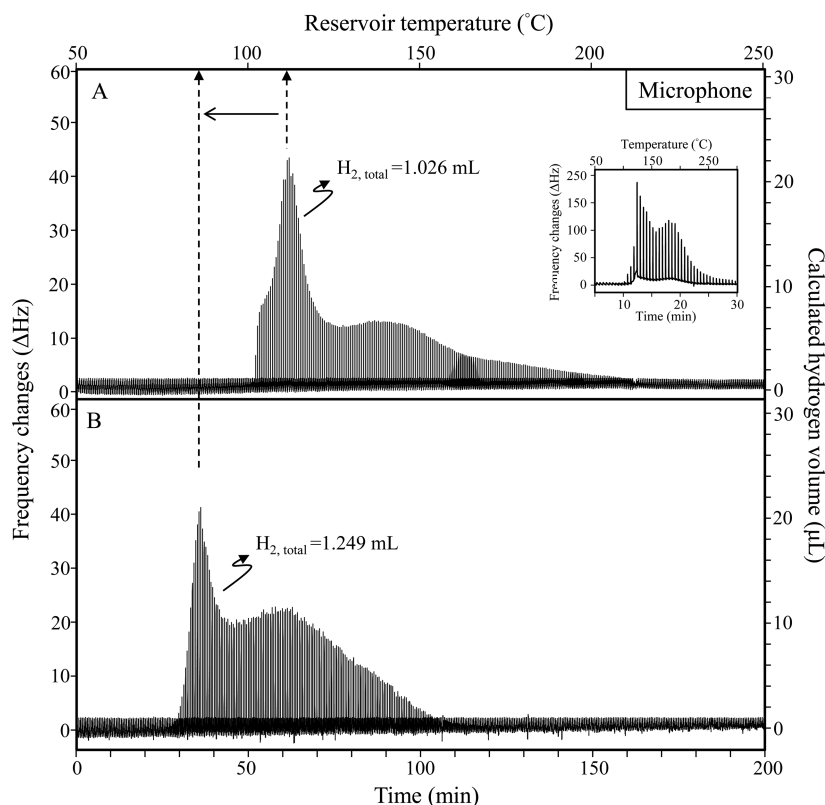 Reservoir temperature (°C)
50 100 150 200 250
A
Microphone
H2, total =1.026 mL
Frequency changes (ΔHz)
60
50
40
30
20
10
0
Calculated hydrogen volume (μL)
30
20
10
0
Temperature (°C)
50 150 250
Frequency changes (ΔHz)
250
200
150
100
50
0
0 10 20 30
Time (min)
B
H2, total =1.249 mL
60
50
40
30
20
10
0
30
20
10
0
0 50 100 150 200
Time (min)